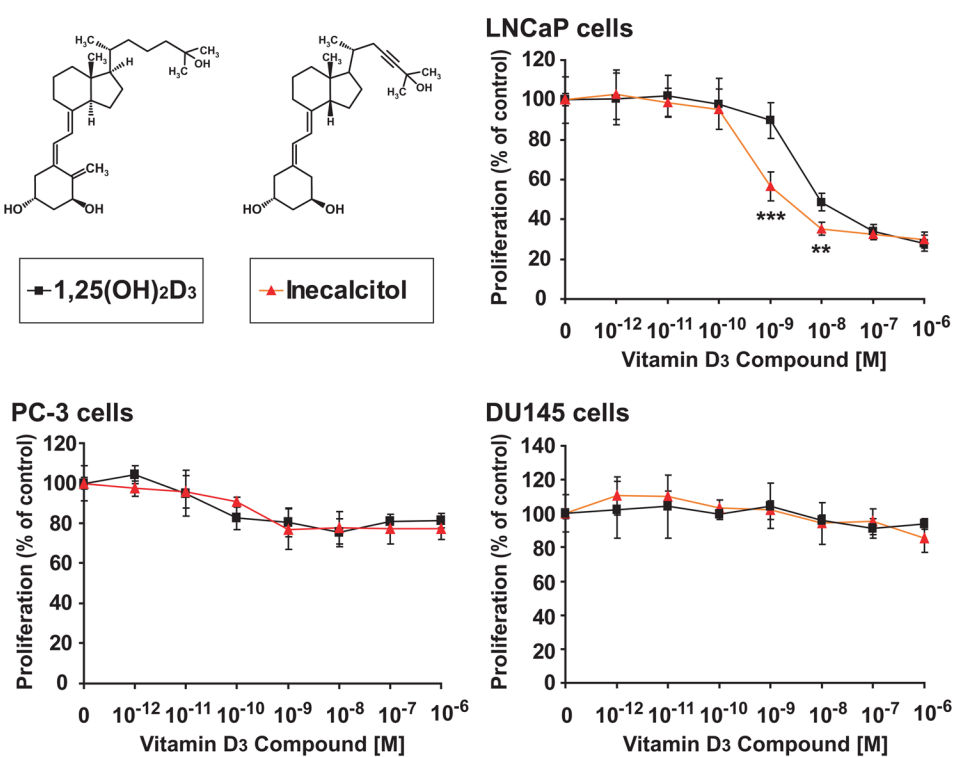 H₃C
CH₃
H
CH₃
H₃C
OH
H
CH₃
HO
OH
H₃C
CH₃
CH₃
H₃C
OH
H
HO
OH
1,25(OH)₂D₃
Inecalcitol
LNCaP cells
Proliferation (% of control)
120
100
80
60
40
20
0
***
**
0 10⁻¹² 10⁻¹¹ 10⁻¹⁰ 10⁻⁹ 10⁻⁸ 10⁻⁷ 10⁻⁶
Vitamin D₃ Compound [M]
PC-3 cells
Proliferation (% of control)
120
100
80
60
40
20
0
0 10⁻¹² 10⁻¹¹ 10⁻¹⁰ 10⁻⁹ 10⁻⁸ 10⁻⁷ 10⁻⁶
Vitamin D₃ Compound [M]
DU145 cells
Proliferation (% of control)
140
120
100
80
60
40
20
0
0 10⁻¹² 10⁻¹¹ 10⁻¹⁰ 10⁻⁹ 10⁻⁸ 10⁻⁷ 10⁻⁶
Vitamin D₃ Compound [M]